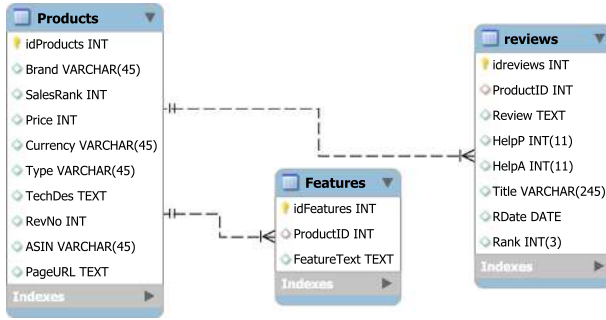 Products
idProducts INT
Brand VARCHAR(45)
SalesRank INT
Price INT
Currency VARCHAR(45)
Type VARCHAR(45)
TechDes TEXT
RevNo INT
ASIN VARCHAR(45)
PageURL TEXT
Indexes
Features
idFeatures INT
ProductID INT
FeatureText TEXT
Indexes
reviews
idreviews INT
ProductID INT
Review TEXT
HelpP INT(11)
HelpA INT(11)
Title VARCHAR(245)
RDate DATE
Rank INT(3)
Indexes